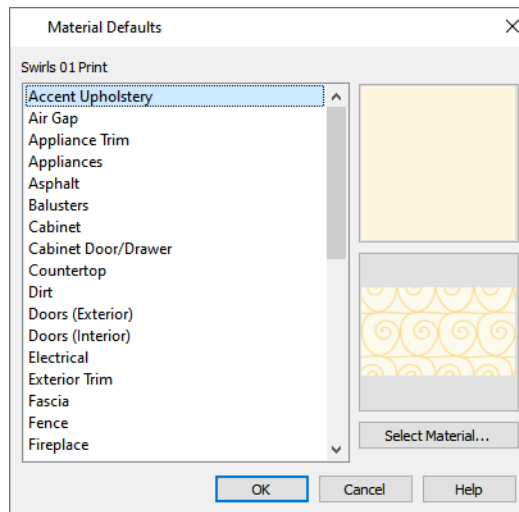 Material Defaults
Swirls 01 Print
Accent Upholstery
Air Gap
Appliance Trim
Appliances
Asphalt
Balusters
Cabinet
Cabinet Door/Drawer
Countertop
Dirt
Doors (Exterior)
Doors (Interior)
Electrical
Exterior Trim
Fascia
Fence
Fireplace
Select Material...
OK
Cancel
Help